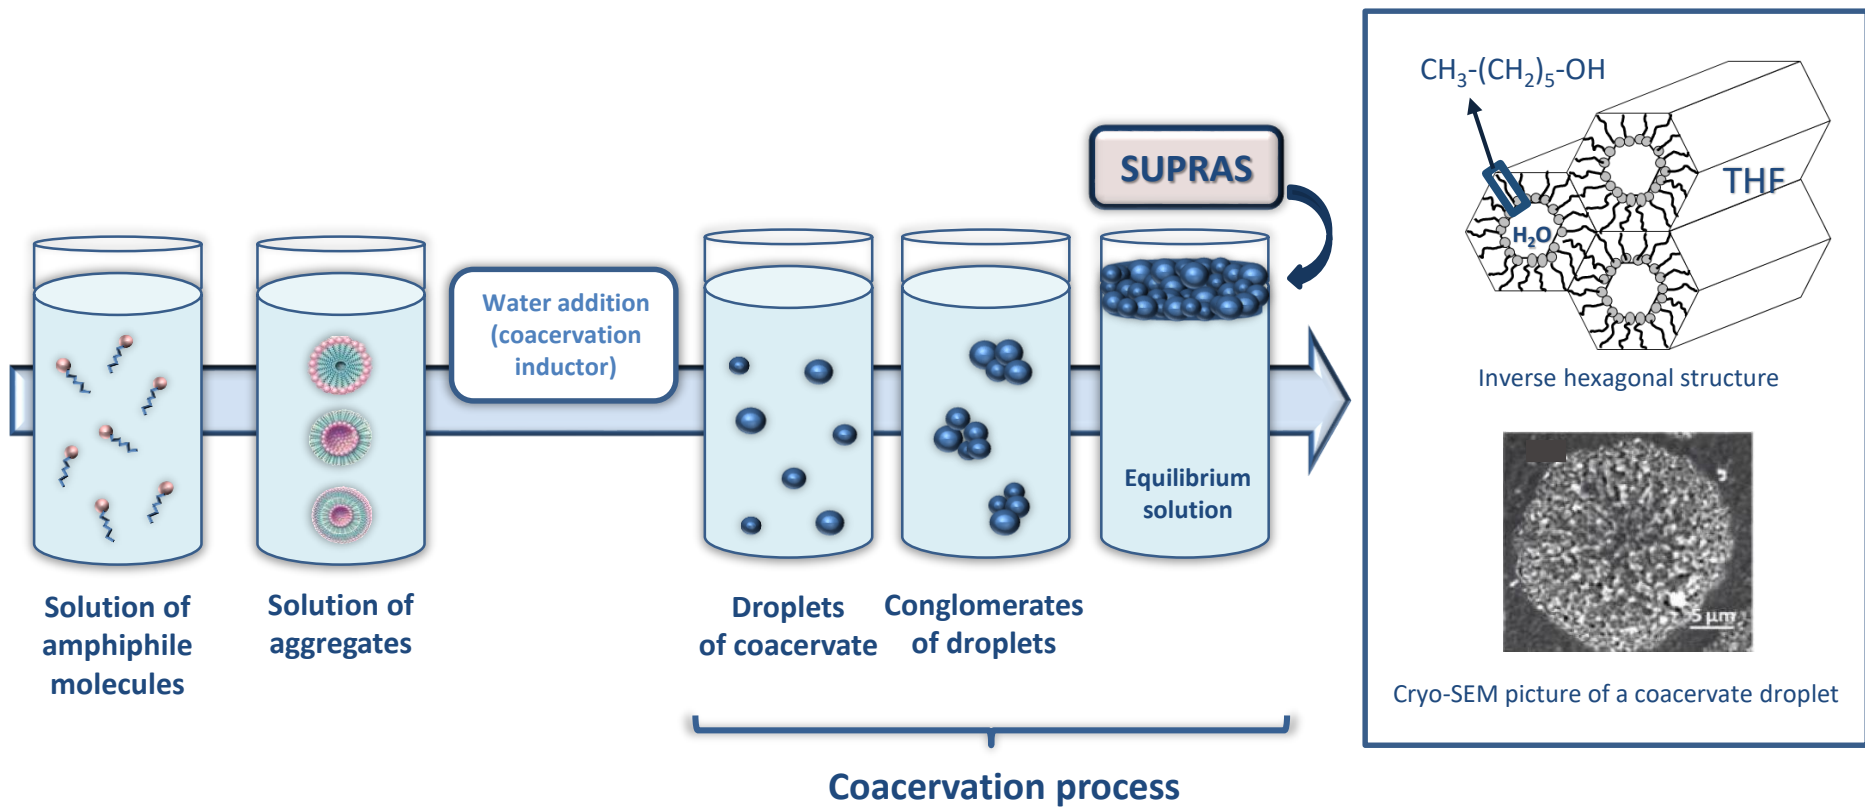 Solution of
amphiphile
molecules
Solution of
aggregates
Water addition
(coacervation
inductor)
Droplets
of coacervate
Conglomerates
of droplets
SUPRAS
Equilibrium
solution
Coacervation process
CH₃-(CH₂)₅-OH
THF
H₂O
Inverse hexagonal structure
5 μm
Cryo-SEM picture of a coacervate droplet